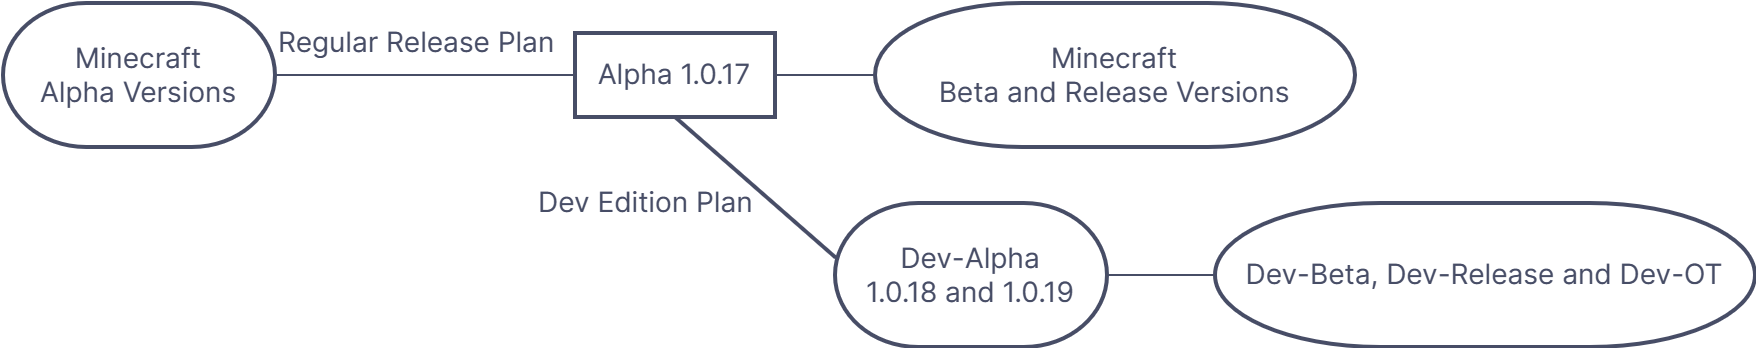 Minecraft
Alpha Versions
Regular Release Plan
Alpha 1.0.17
Minecraft
Beta and Release Versions
Dev Edition Plan
Dev-Alpha
1.0.18 and 1.0.19
Dev-Beta, Dev-Release and Dev-OT